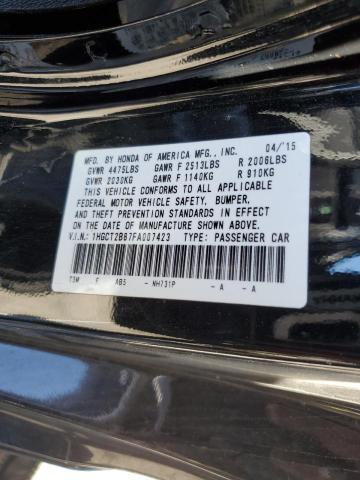 MFD. BY HONDA OF AMERICA MFG., INC. 04/15
GVWR 4475LBS GAWR F 2513LBS R 2006LBS
GVWR 2030KG GAWR F 1140KG R 910KG
THIS VEHICLE CONFORMS TO ALL APPLICABLE
FEDERAL MOTOR VEHICLE SAFETY, BUMPER,
AND THEFT PREVENTION STANDARDS IN EFFECT
ON THE DATE OF MANUFACTURE SHOWN ABOVE.
V.I.N.: 1HGCT2B87FA007423 TYPE: PASSENGER CAR
T3W F AB5 - NH731P - A - A